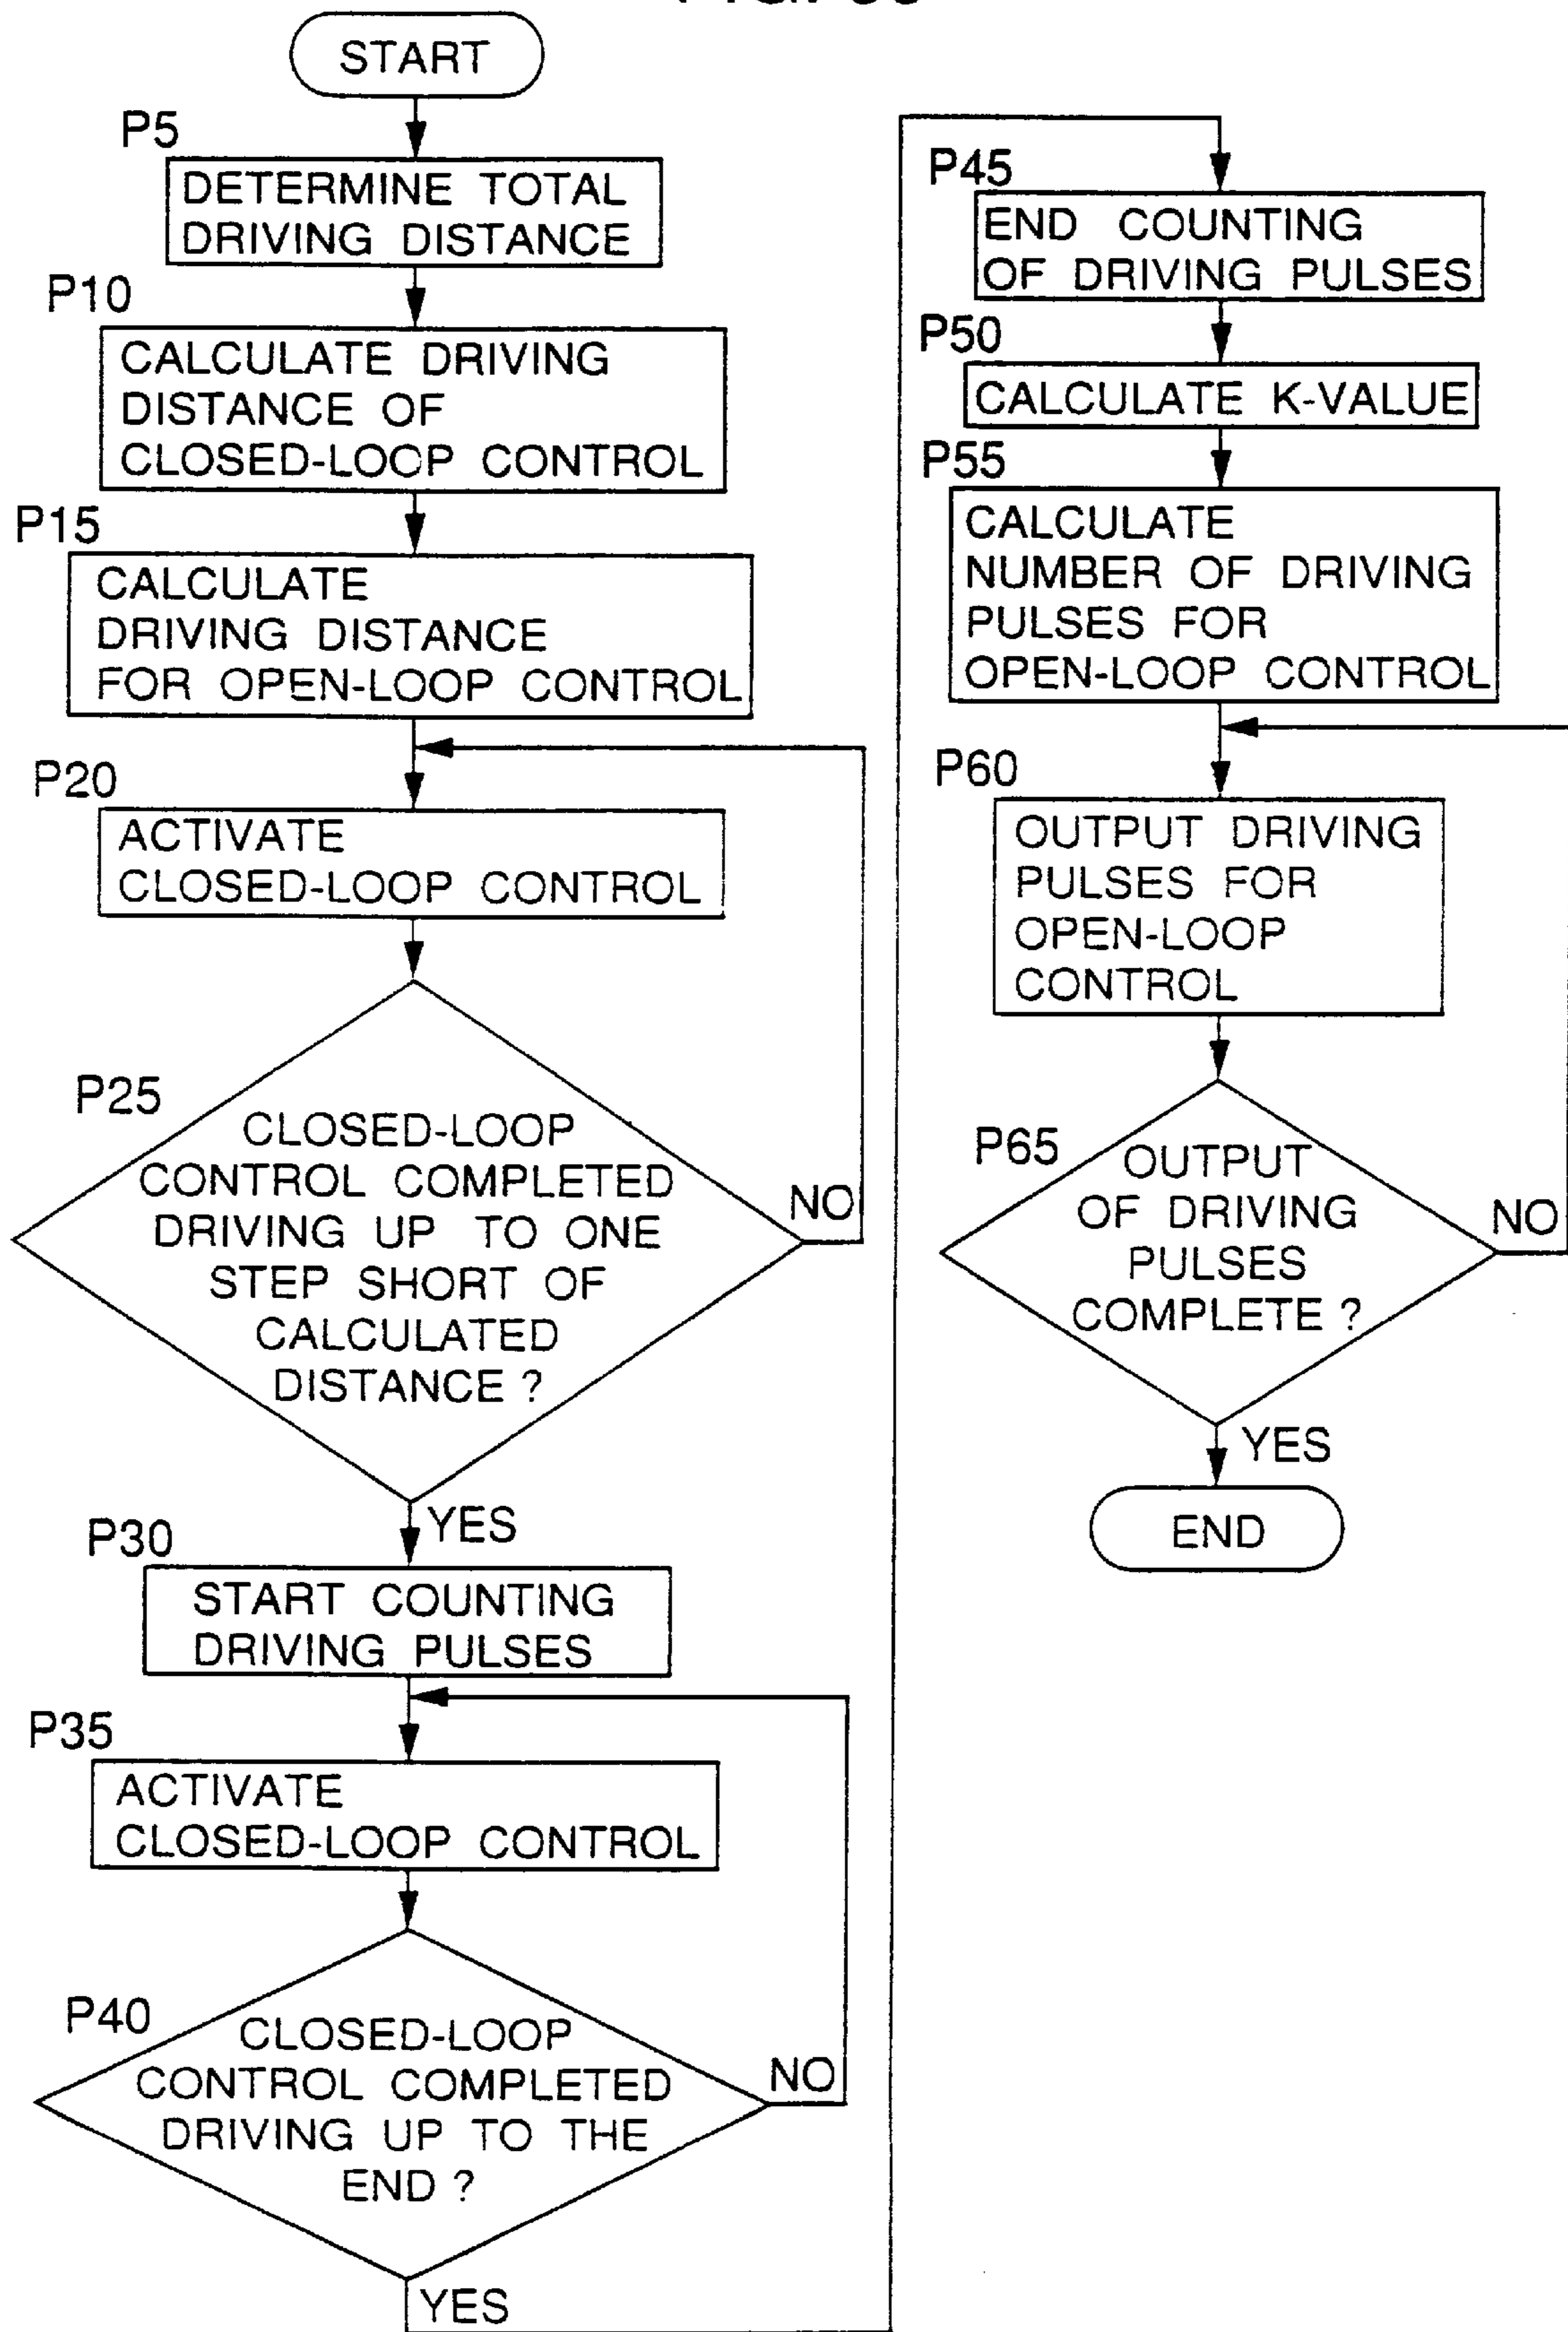 START
P5
DETERMINE TOTAL
DRIVING DISTANCE
P10
CALCULATE DRIVING
DISTANCE OF
CLOSED-LOOP CONTROL
P15
CALCULATE
DRIVING DISTANCE
FOR OPEN-LOOP CONTROL
P20
ACTIVATE
CLOSED-LOOP CONTROL
P25
CLOSED-LOOP
CONTROL COMPLETED
DRIVING UP TO ONE
STEP SHORT OF
CALCULATED
DISTANCE ?
NO
YES
P30
START COUNTING
DRIVING PULSES
P35
ACTIVATE
CLOSED-LOOP CONTROL
P40
CLOSED-LOOP
CONTROL COMPLETED
DRIVING UP TO THE
END ?
NO
YES
P45
END COUNTING
OF DRIVING PULSES
P50
CALCULATE K-VALUE
P55
CALCULATE
NUMBER OF DRIVING
PULSES FOR
OPEN-LOOP CONTROL
P60
OUTPUT DRIVING
PULSES FOR
OPEN-LOOP
CONTROL
P65
OUTPUT
OF DRIVING
PULSES
COMPLETE ?
NO
YES
END